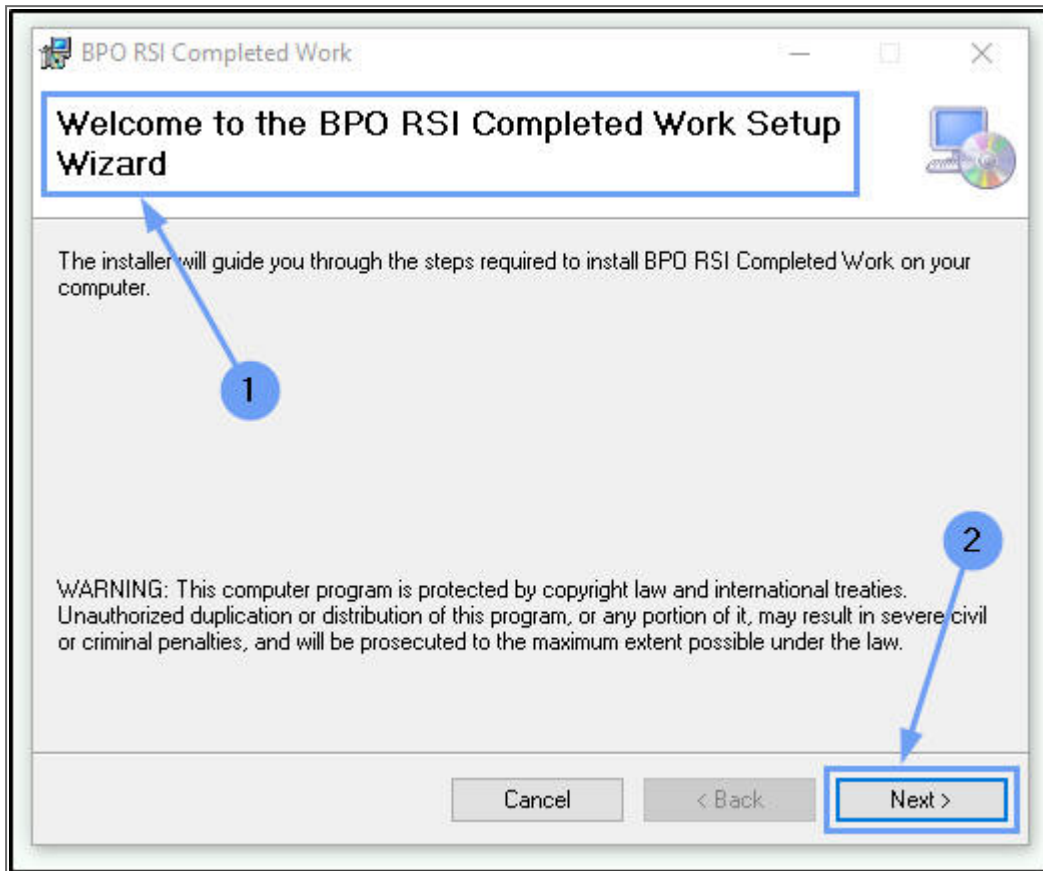 BPO RSI Completed Work
Welcome to the BPO RSI Completed Work Setup
Wizard
The installer will guide you through the steps required to install BPO RSI Completed Work on your
computer.
1
2
WARNING: This computer program is protected by copyright law and international treaties.
Unauthorized duplication or distribution of this program, or any portion of it, may result in severe civil
or criminal penalties, and will be prosecuted to the maximum extent possible under the law.
Cancel
< Back
Next >